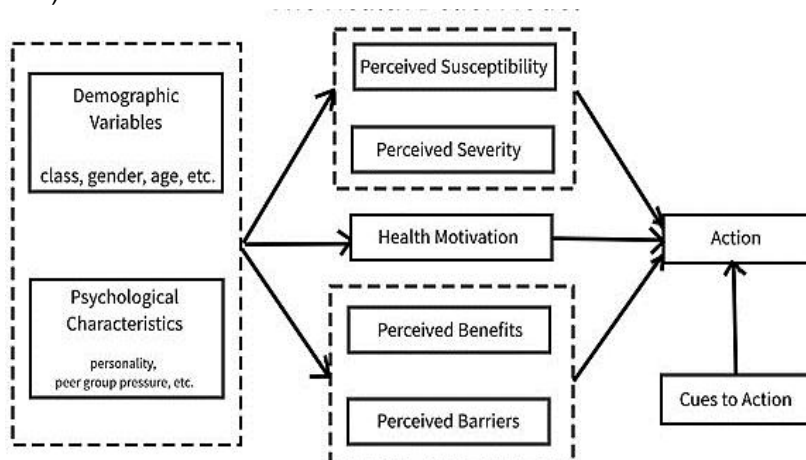 Demographic
Variables
class, gender, age, etc.
Psychological
Characteristics
personality,
peer group pressure, etc.
Perceived Susceptibility
Perceived Severity
Health Motivation
Perceived Benefits
Perceived Barriers
Action
Cues to Action